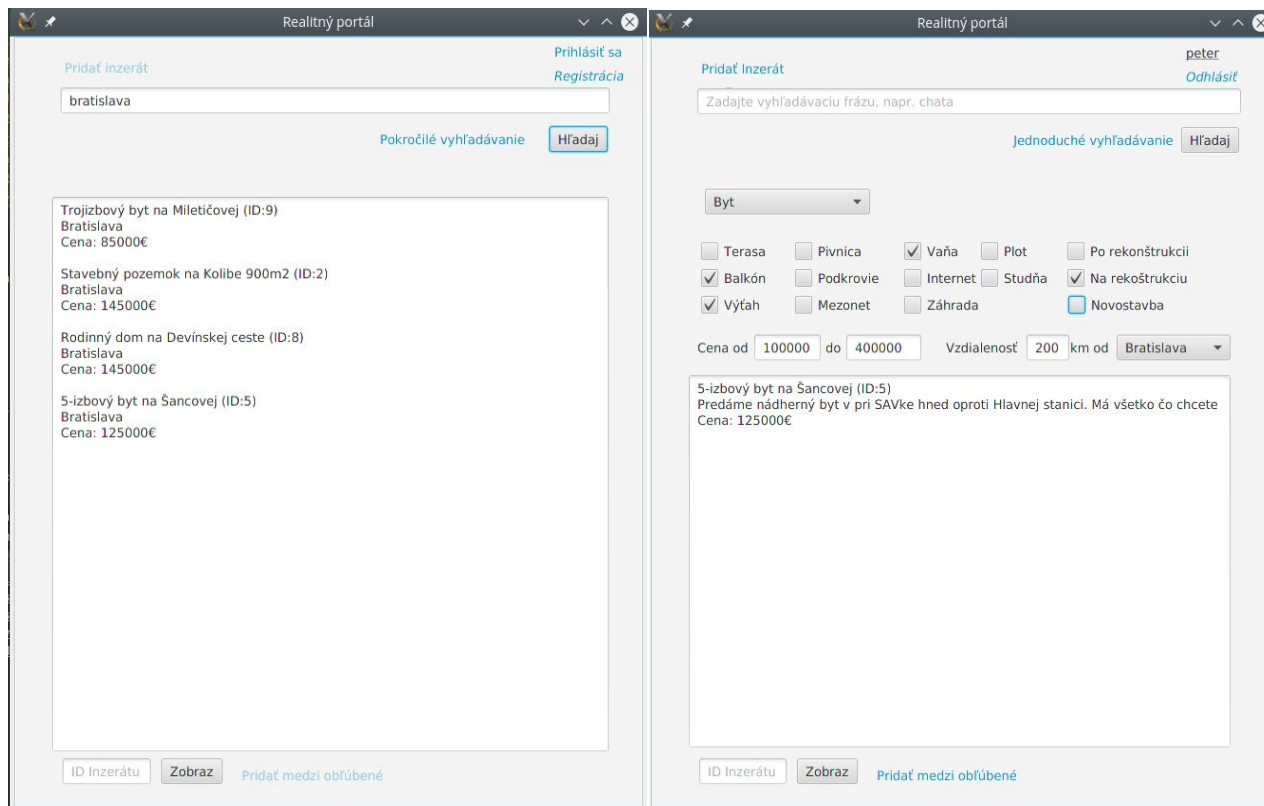 Realitný portál
Prihlásiť sa
Pridať inzerát
Registrácia
bratislava
Pokročilé vyhľadávanie
Hľadaj
Trojizbový byt na Miletičovej (ID:9)
Bratislava
Cena: 85000€
Stavebný pozemok na Kolibe 900m2 (ID:2)
Bratislava
Cena: 145000€
Rodinný dom na Devínskej ceste (ID:8)
Bratislava
Cena: 145000€
5-izbový byt na Šancovej (ID:5)
Bratislava
Cena: 125000€
ID Inzerátu Zobraz Pridať medzi obľúbené
Realitný portál
peter
Pridať Inzerát
Odhlásiť
Zadajte vyhľadávaciu frázu, napr. chata
Jednoduché vyhľadávanie Hľadaj
Byt
Terasa Pivnica Vaňa Plot Po rekonštrukcii
Balkón Podkrovie Internet Studňa Na rekoštrukciu
Výťah Mezonet Záhrada Novostavba
Cena od 100000 do 400000 Vzdialenosť 200 km od Bratislava
5-izbový byt na Šancovej (ID:5)
Predáme nádherný byt v pri SAVke hned oproti Hlavnej stanici. Má všetko čo chcete
Cena: 125000€
ID Inzerátu Zobraz Pridať medzi obľúbené